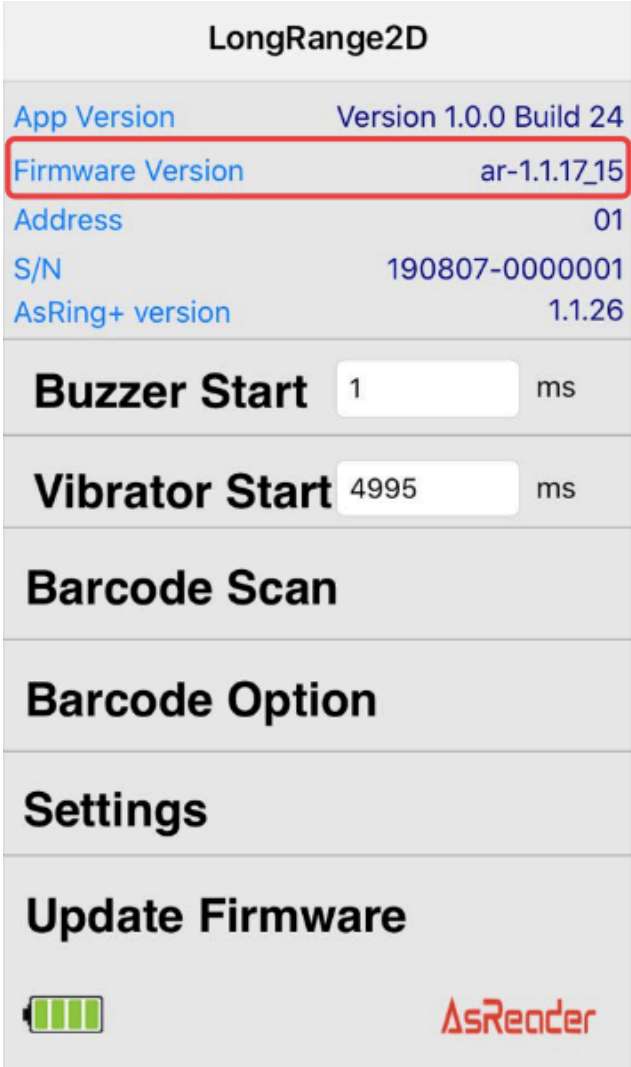 LongRange2D
App Version Version 1.0.0 Build 24
Firmware Version ar-1.1.17_15
Address 01
S/N 190807-0000001
AsRing+ version 1.1.26
Buzzer Start 1 ms
Vibrator Start 4995 ms
Barcode Scan
Barcode Option
Settings
Update Firmware
AsReader